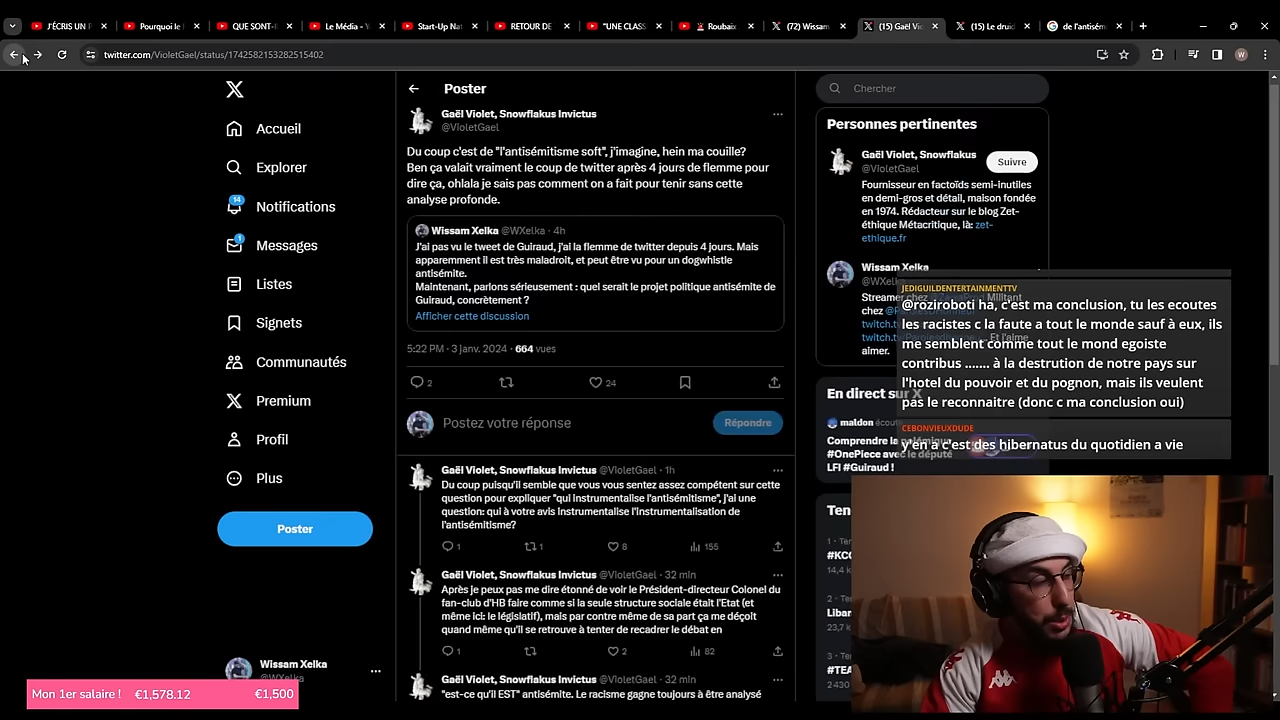 J'ÉCRIS UN P
Pourquoi le
QUE SONT-
Le Média - Y
Start-Up Nat
RETOUR DE
"UNE CLASS
Roubaix
(72) Wissam
(15) Gaël Vi
(15) Le druid
de l'antisém
twitter.com/VioletGael/status/1742582153282515402
Accueil
Explorer
14
Notifications
1
Messages
Listes
Signets
Communautés
Premium
Profil
Plus
Poster
Wissam Xelka
@WXelka
Mon 1er salaire ! €1,578.12 €1,500
Poster
Gaël Violet, Snowflakus Invictus
@VioletGael
Du coup c'est de "l'antisémitisme soft", j'imagine, hein ma couille?
Ben ça valait vraiment le coup de twitter après 4 jours de flemme pour
dire ça, ohlala je sais pas comment on a fait pour tenir sans cette
analyse profonde.
Wissam Xelka @WXelka · 4h
J'ai pas vu le tweet de Guiraud, j'ai la flemme de twitter depuis 4 jours. Mais
apparemment il est très maladroit, et peut être vu pour un dogwhistle
antisémite.
Maintenant, parlons sérieusement : quel serait le projet politique antisémite de
Guiraud, concrètement ?
Afficher cette discussion
5:22 PM · 3 janv. 2024 · 664 vues
2
24
Postez votre réponse
Répondre
Gaël Violet, Snowflakus Invictus @VioletGael · 1h
Du coup puisqu'il semble que vous vous sentez assez compétent sur cette
question pour expliquer "qui instrumentalise l'antisémitisme", j'ai une
question: qui à votre avis instrumentalise l'instrumentalisation de
l'antisémitisme?
1 1 8 155
Gaël Violet, Snowflakus Invictus @VioletGael · 32 min
Après je peux pas me dire étonné de voir le Président-directeur Colonel du
fan-club d'HB faire comme si la seule structure sociale était l'Etat (et
même ici: le législatif), mais par contre même de sa part ça me déçoit
quand même qu'il se retrouve à tenter de recadrer le débat en
1 2 82
Gaël Violet, Snowflakus Invictus @VioletGael · 32 min
"est-ce qu'il EST" antisémite. Le racisme gagne toujours à être analysé
Chercher
Personnes pertinentes
Gaël Violet, Snowflakus
@VioletGael
Suivre
Fournisseur en factoïds semi-inutiles
en demi-gros et détail, maison fondée
en 1974. Rédacteur sur le blog Zet-
éthique Métacritique, là: zet-
ethique.fr
Wissam Xelka
Streamer chez
Militant
chez
twitch.t
twitch.tv
aimer.
JEDIGUILDENTERTAINMENTTV
@roziroboti ha, c'est ma conclusion, tu les ecoutes
les racistes c la faute a tout le monde sauf à eux, ils
me semblent comme tout le mond egoiste
contribus ....... à la destrution de notre pays sur
l'hotel du pouvoir et du pognon, mais ils veulent
pas le reconnaitre (donc c ma conclusion oui)
CEBONVIEUXDUDE
y'en a c'est des hibernatus du quotidien a vie
En direct sur X
maldon écoute
Comprendre la polémique
#OnePiece avec le député
LFI #Guiraud !
Ten
1 · Ten
#KCO
14,4 k
2
Liban
23,7 k
3
#TEA
2 430